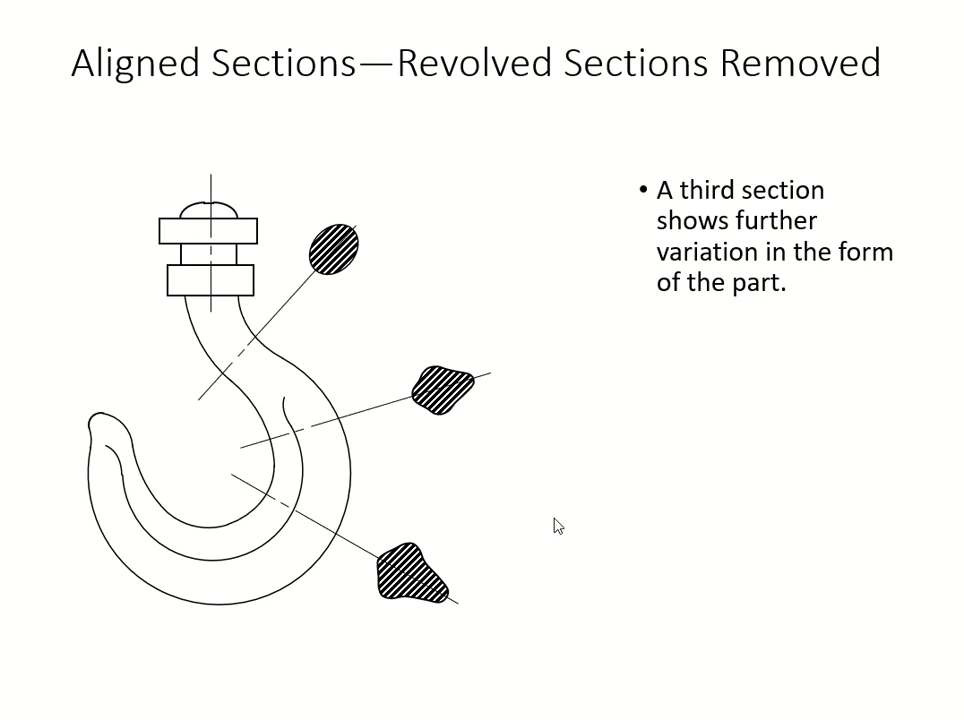 Aligned Sections—Revolved Sections Removed
• A third section
shows further
variation in the form
of the part.